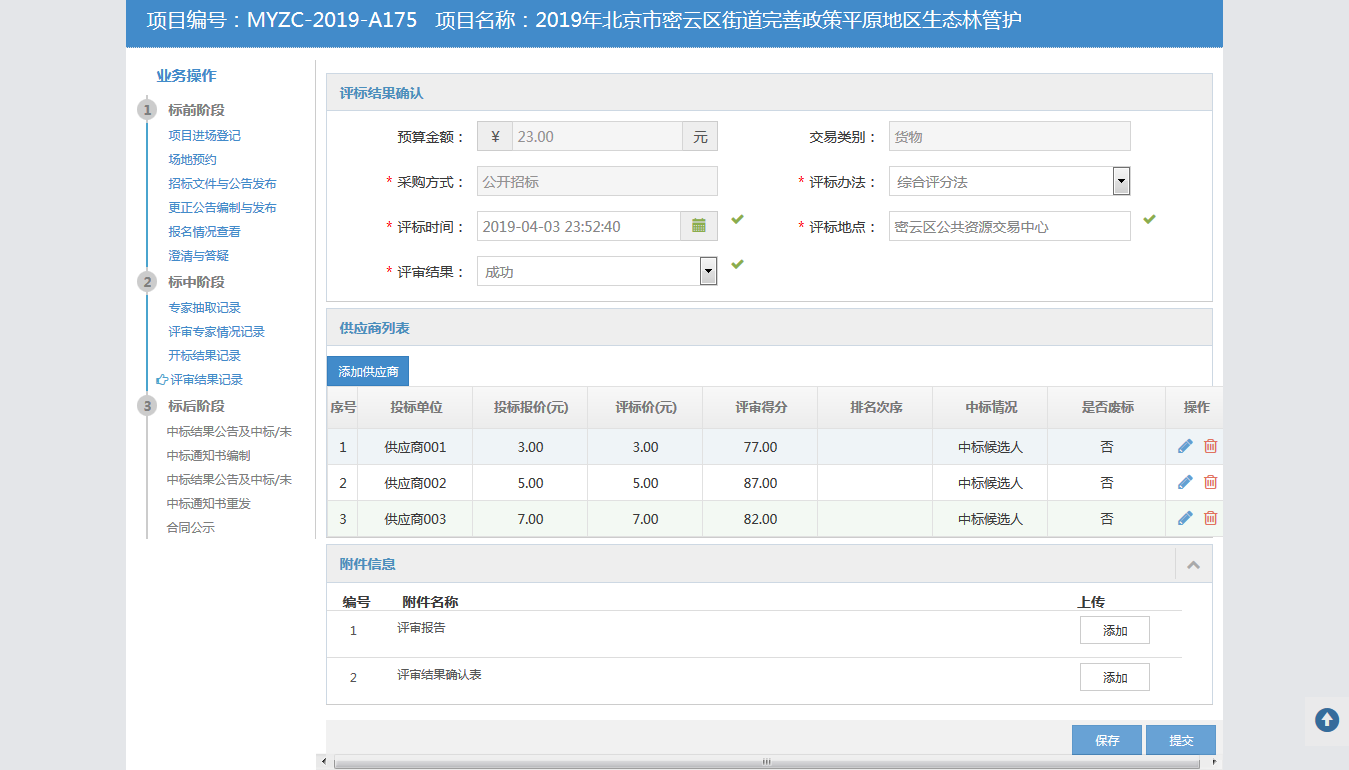 项目编号：MYZC-2019-A175 项目名称：2019年北京市密云区街道完善政策平原地区生态林管护
业务操作
1 标前阶段
项目进场登记
场地预约
招标文件与公告发布
更正公告编制与发布
报名情况查看
澄清与答疑
2 标中阶段
专家抽取记录
评审专家情况记录
开标结果记录
评审结果记录
3 标后阶段
中标结果公告及中标/未
中标通知书编制
中标结果公告及中标/未
中标通知书重发
合同公示
评标结果确认
预算金额： ¥ 23.00 元 交易类别： 货物
* 采购方式： 公开招标 * 评标办法： 综合评分法
* 评标时间： 2019-04-03 23:52:40 * 评标地点： 密云区公共资源交易中心
* 评审结果： 成功
供应商列表
添加供应商
序号 投标单位 投标报价(元) 评标价(元) 评审得分 排名次序 中标情况 是否废标 操作
1 供应商001 3.00 3.00 77.00 中标候选人 否
2 供应商002 5.00 5.00 87.00 中标候选人 否
3 供应商003 7.00 7.00 82.00 中标候选人 否
附件信息
编号 附件名称 上传
1 评审报告 添加
2 评审结果确认表 添加
保存 提交